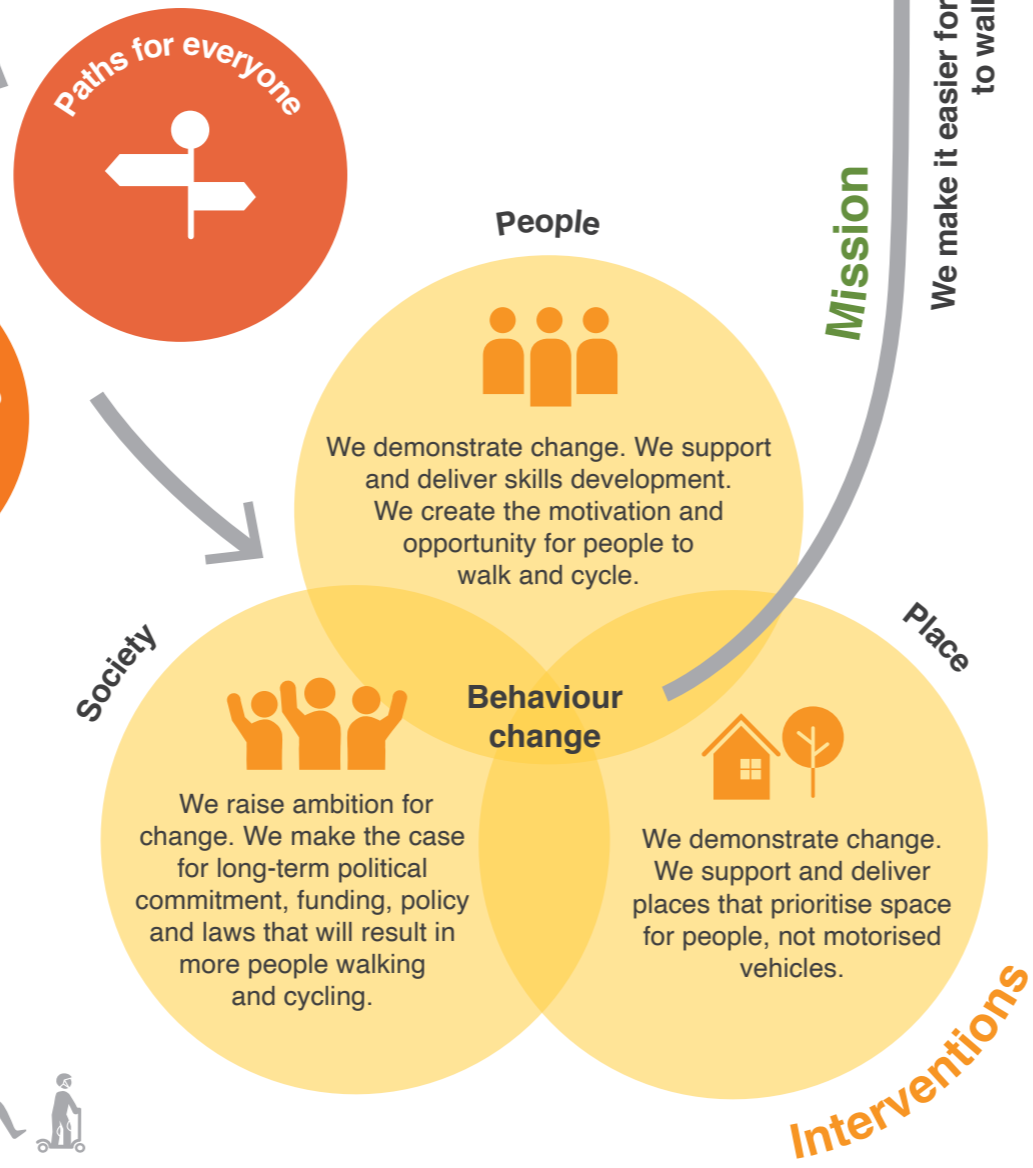 Paths for everyone
We make it easier for
to walk
Mission
People
We demonstrate change. We support
and deliver skills development.
We create the motivation and
opportunity for people to
walk and cycle.
Society
Place
Behaviour
change
We raise ambition for
change. We make the case
for long-term political
commitment, funding, policy
and laws that will result in
more people walking
and cycling.
We demonstrate change.
We support and deliver
places that prioritise space
for people, not motorised
vehicles.
Interventions